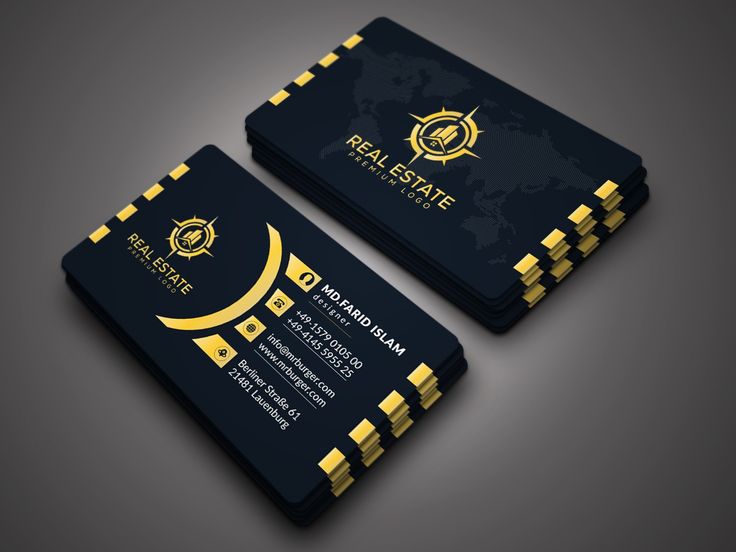 REAL ESTATE
PREMIUM LOGO
REAL ESTATE
PREMIUM LOGO
MD.FARID ISLAM
designer
+49-1579 0105 00
+49-4145 5955 25
info@mrburger.com
www.mrburger.com
Berliner Straße 61
21481 Lauenburg